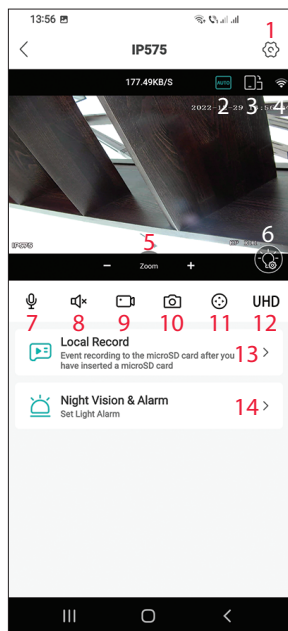 13:56
1
IP575
177.49KB/S
AUTO
2 3 4
2022-12-29
IP575
5
6
− Zoom +
UHD
7 8 9 10 11 12
Local Record
Event recording to the microSD card after you
have inserted a microSD card
13
Night Vision & Alarm
Set Light Alarm
14